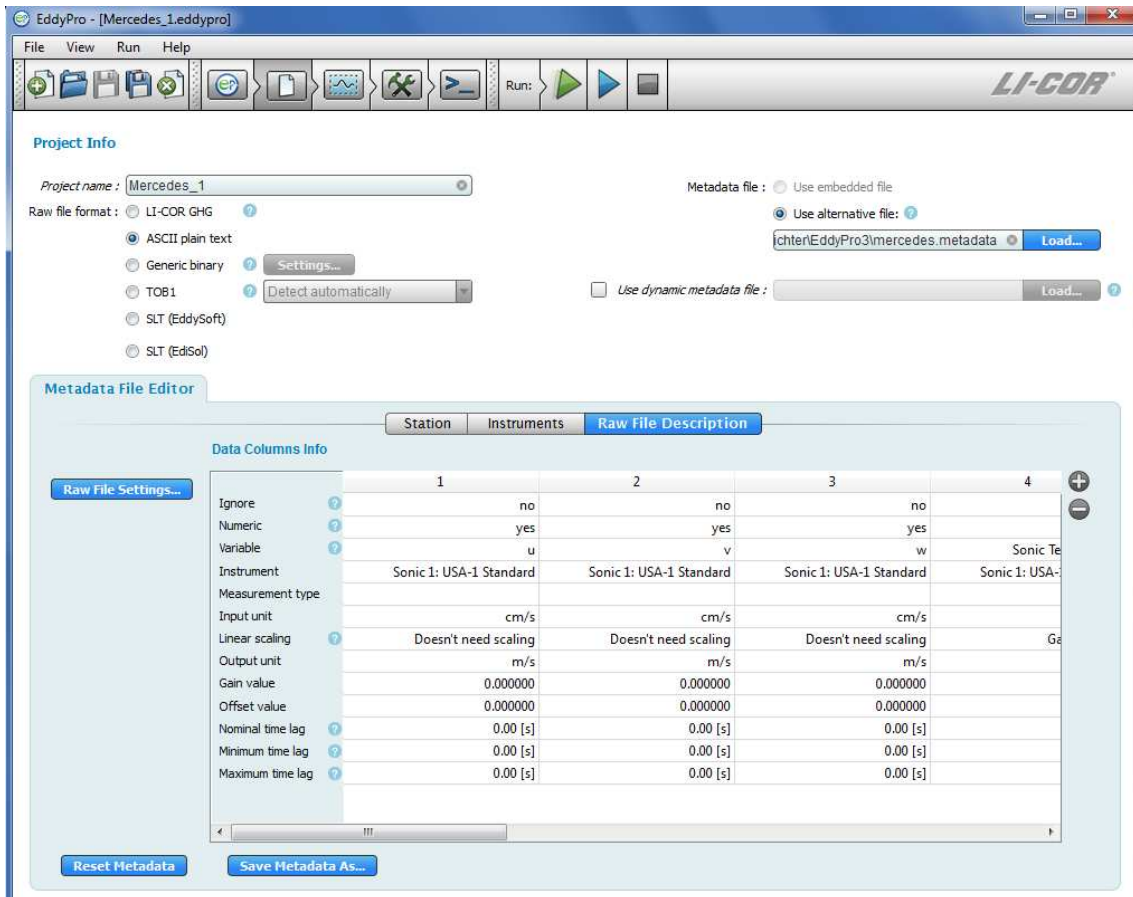 EddyPro - [Mercedes_1.eddypro]
File View Run Help
Run:
LI-COR
Project Info
Project name : Mercedes_1
Metadata file : Use embedded file
Raw file format : LI-COR GHG
Use alternative file:
ASCII plain text
ichter\EddyPro3\mercedes.metadata Load...
Generic binary Settings...
TOB1 Detect automatically
Use dynamic metadata file : Load...
SLT (EddySoft)
SLT (EdiSol)
Metadata File Editor
Station Instruments Raw File Description
Data Columns Info
Raw File Settings...
1 2 3 4
Ignore no no no
Numeric yes yes yes
Variable u v w Sonic Te
Instrument Sonic 1: USA-1 Standard Sonic 1: USA-1 Standard Sonic 1: USA-1 Standard Sonic 1: USA-
Measurement type
Input unit cm/s cm/s cm/s
Linear scaling Doesn't need scaling Doesn't need scaling Doesn't need scaling Ga
Output unit m/s m/s m/s
Gain value 0.000000 0.000000 0.000000
Offset value 0.000000 0.000000 0.000000
Nominal time lag 0.00 [s] 0.00 [s] 0.00 [s]
Minimum time lag 0.00 [s] 0.00 [s] 0.00 [s]
Maximum time lag 0.00 [s] 0.00 [s] 0.00 [s]
Reset Metadata Save Metadata As...